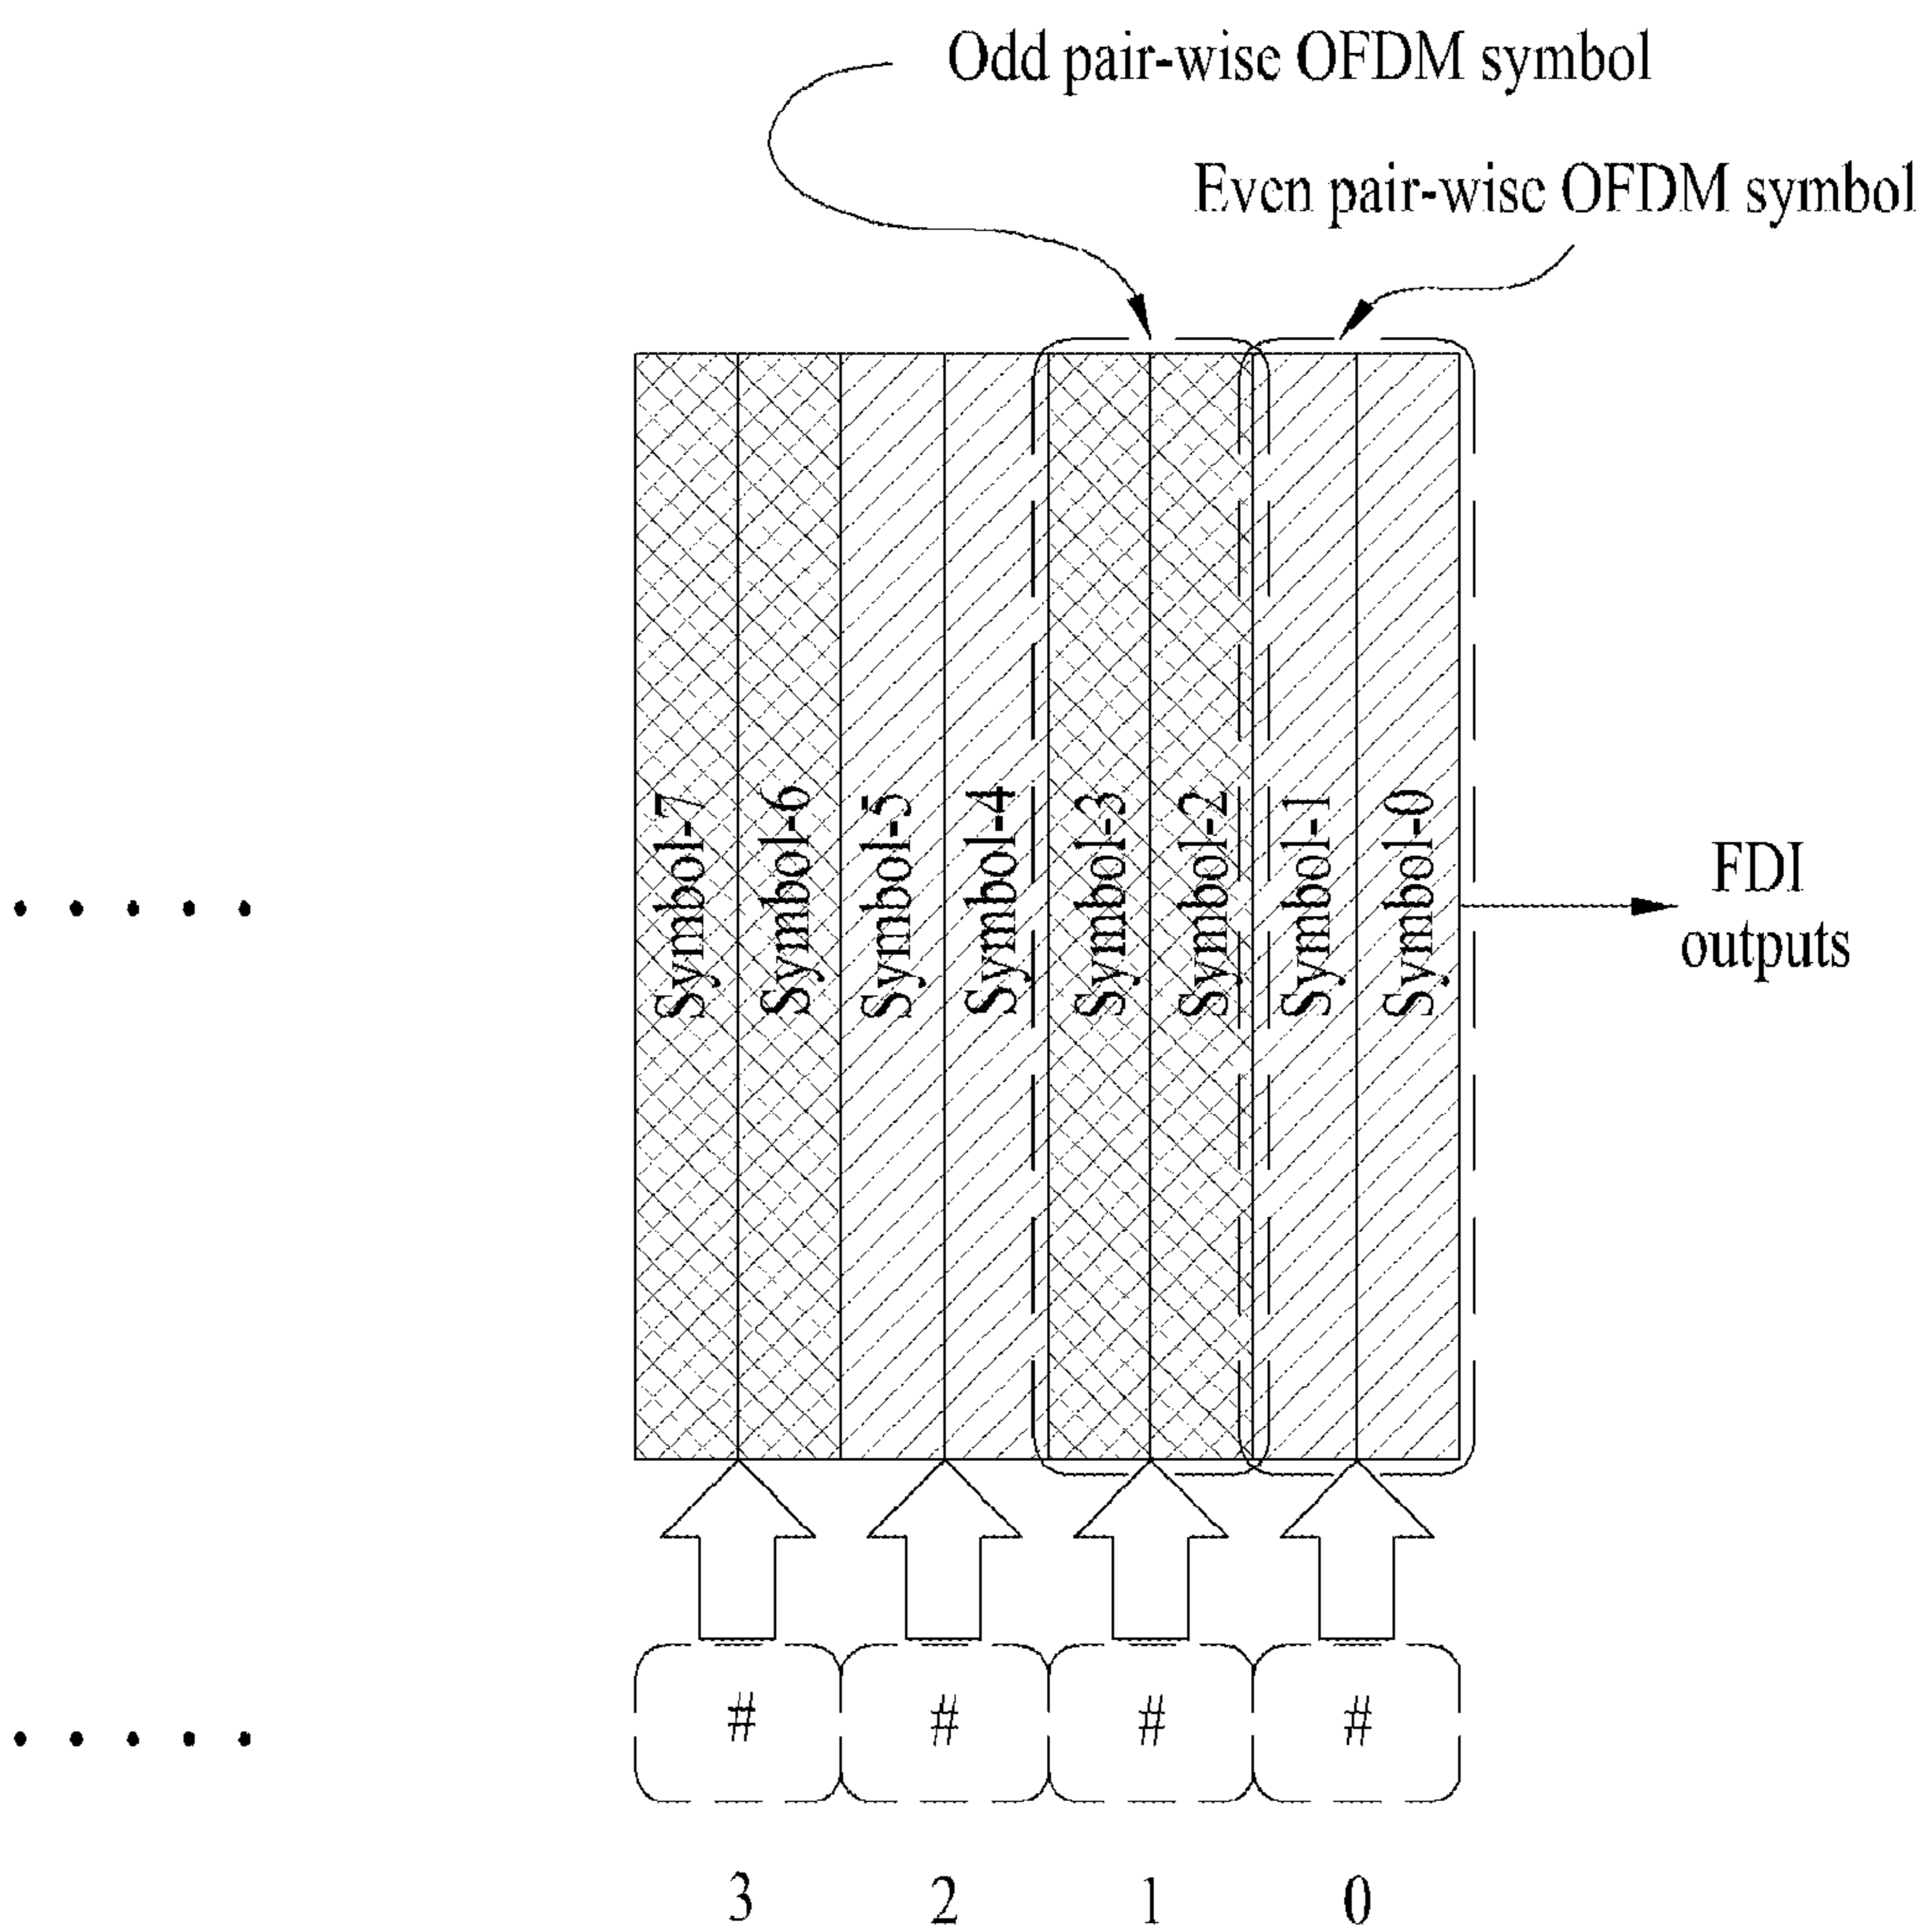 Odd pair-wise OFDM symbol
Even pair-wise OFDM symbol
Symbol-7
Symbol-6
Symbol-5
Symbol-4
Symbol-3
Symbol-2
Symbol-1
Symbol-0
FDI
outputs
# # # #
3 2 1 0